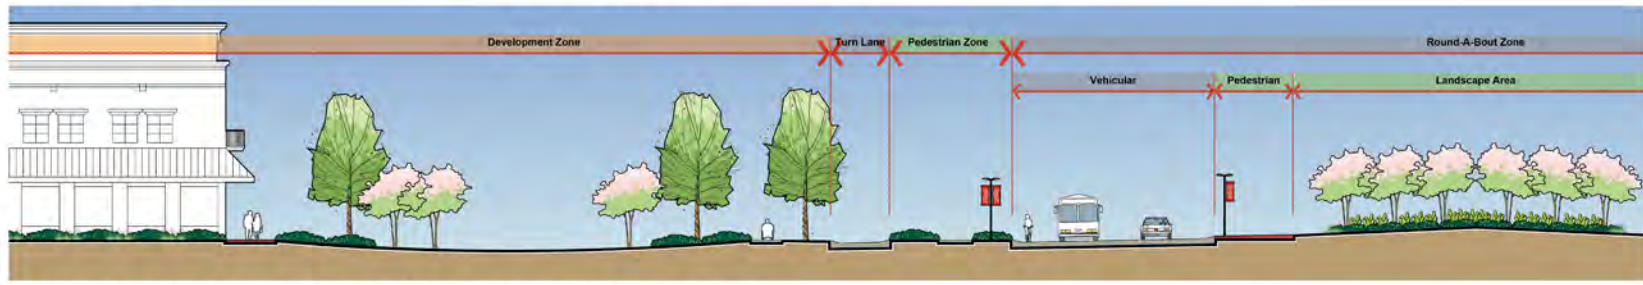 Development Zone
Turn Lane
Pedestrian Zone
Round-A-Bout Zone
Vehicular
Pedestrian
Landscape Area